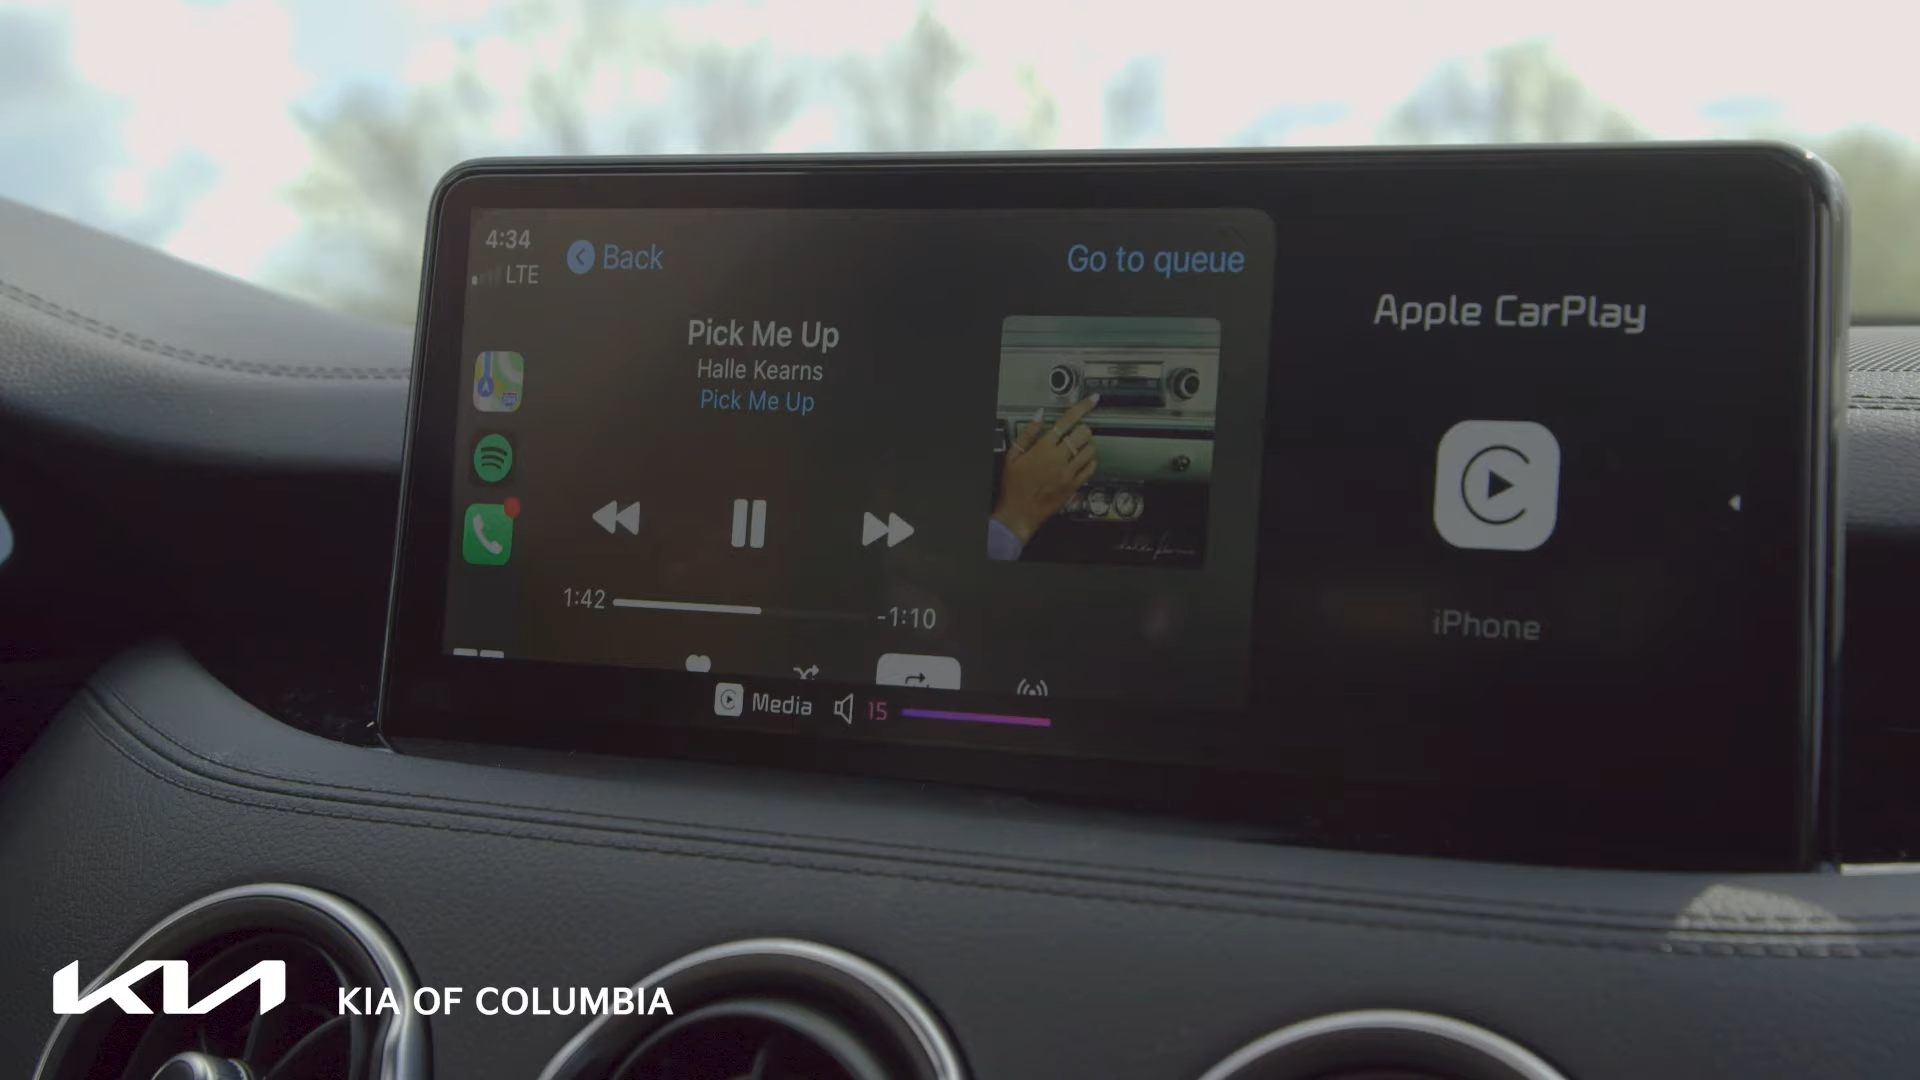 4:34
LTE
Back
Go to queue
Pick Me Up
Halle Kearns
Pick Me Up
1:42
-1:10
Media
15
Apple CarPlay
iPhone
KIA
KIA OF COLUMBIA